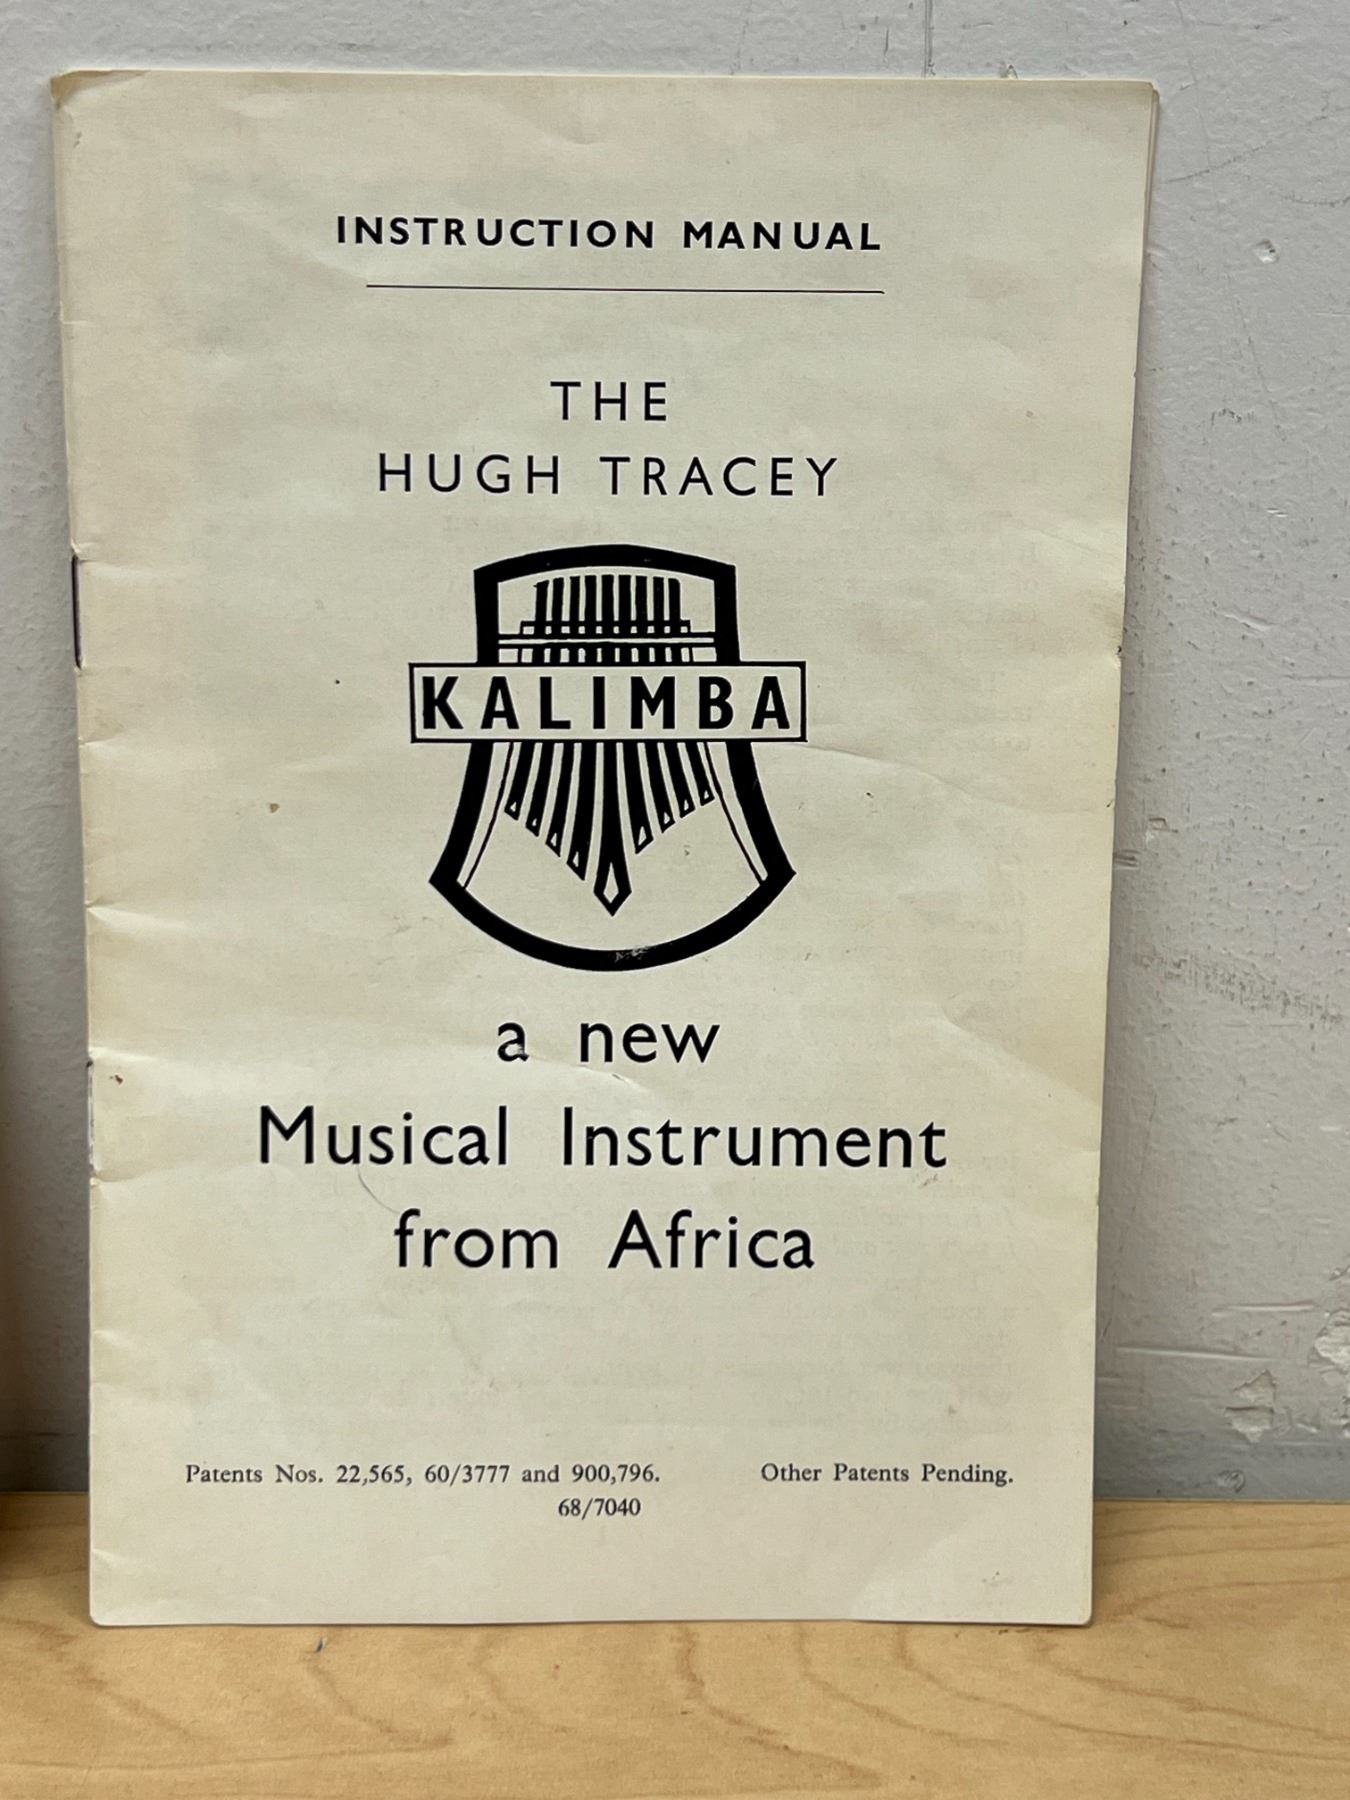 INSTRUCTION MANUAL
THE
HUGH TRACEY
KALIMBA
a new
Musical Instrument
from Africa
Patents Nos. 22,565, 60/3777 and 900,796. Other Patents Pending.
68/7040